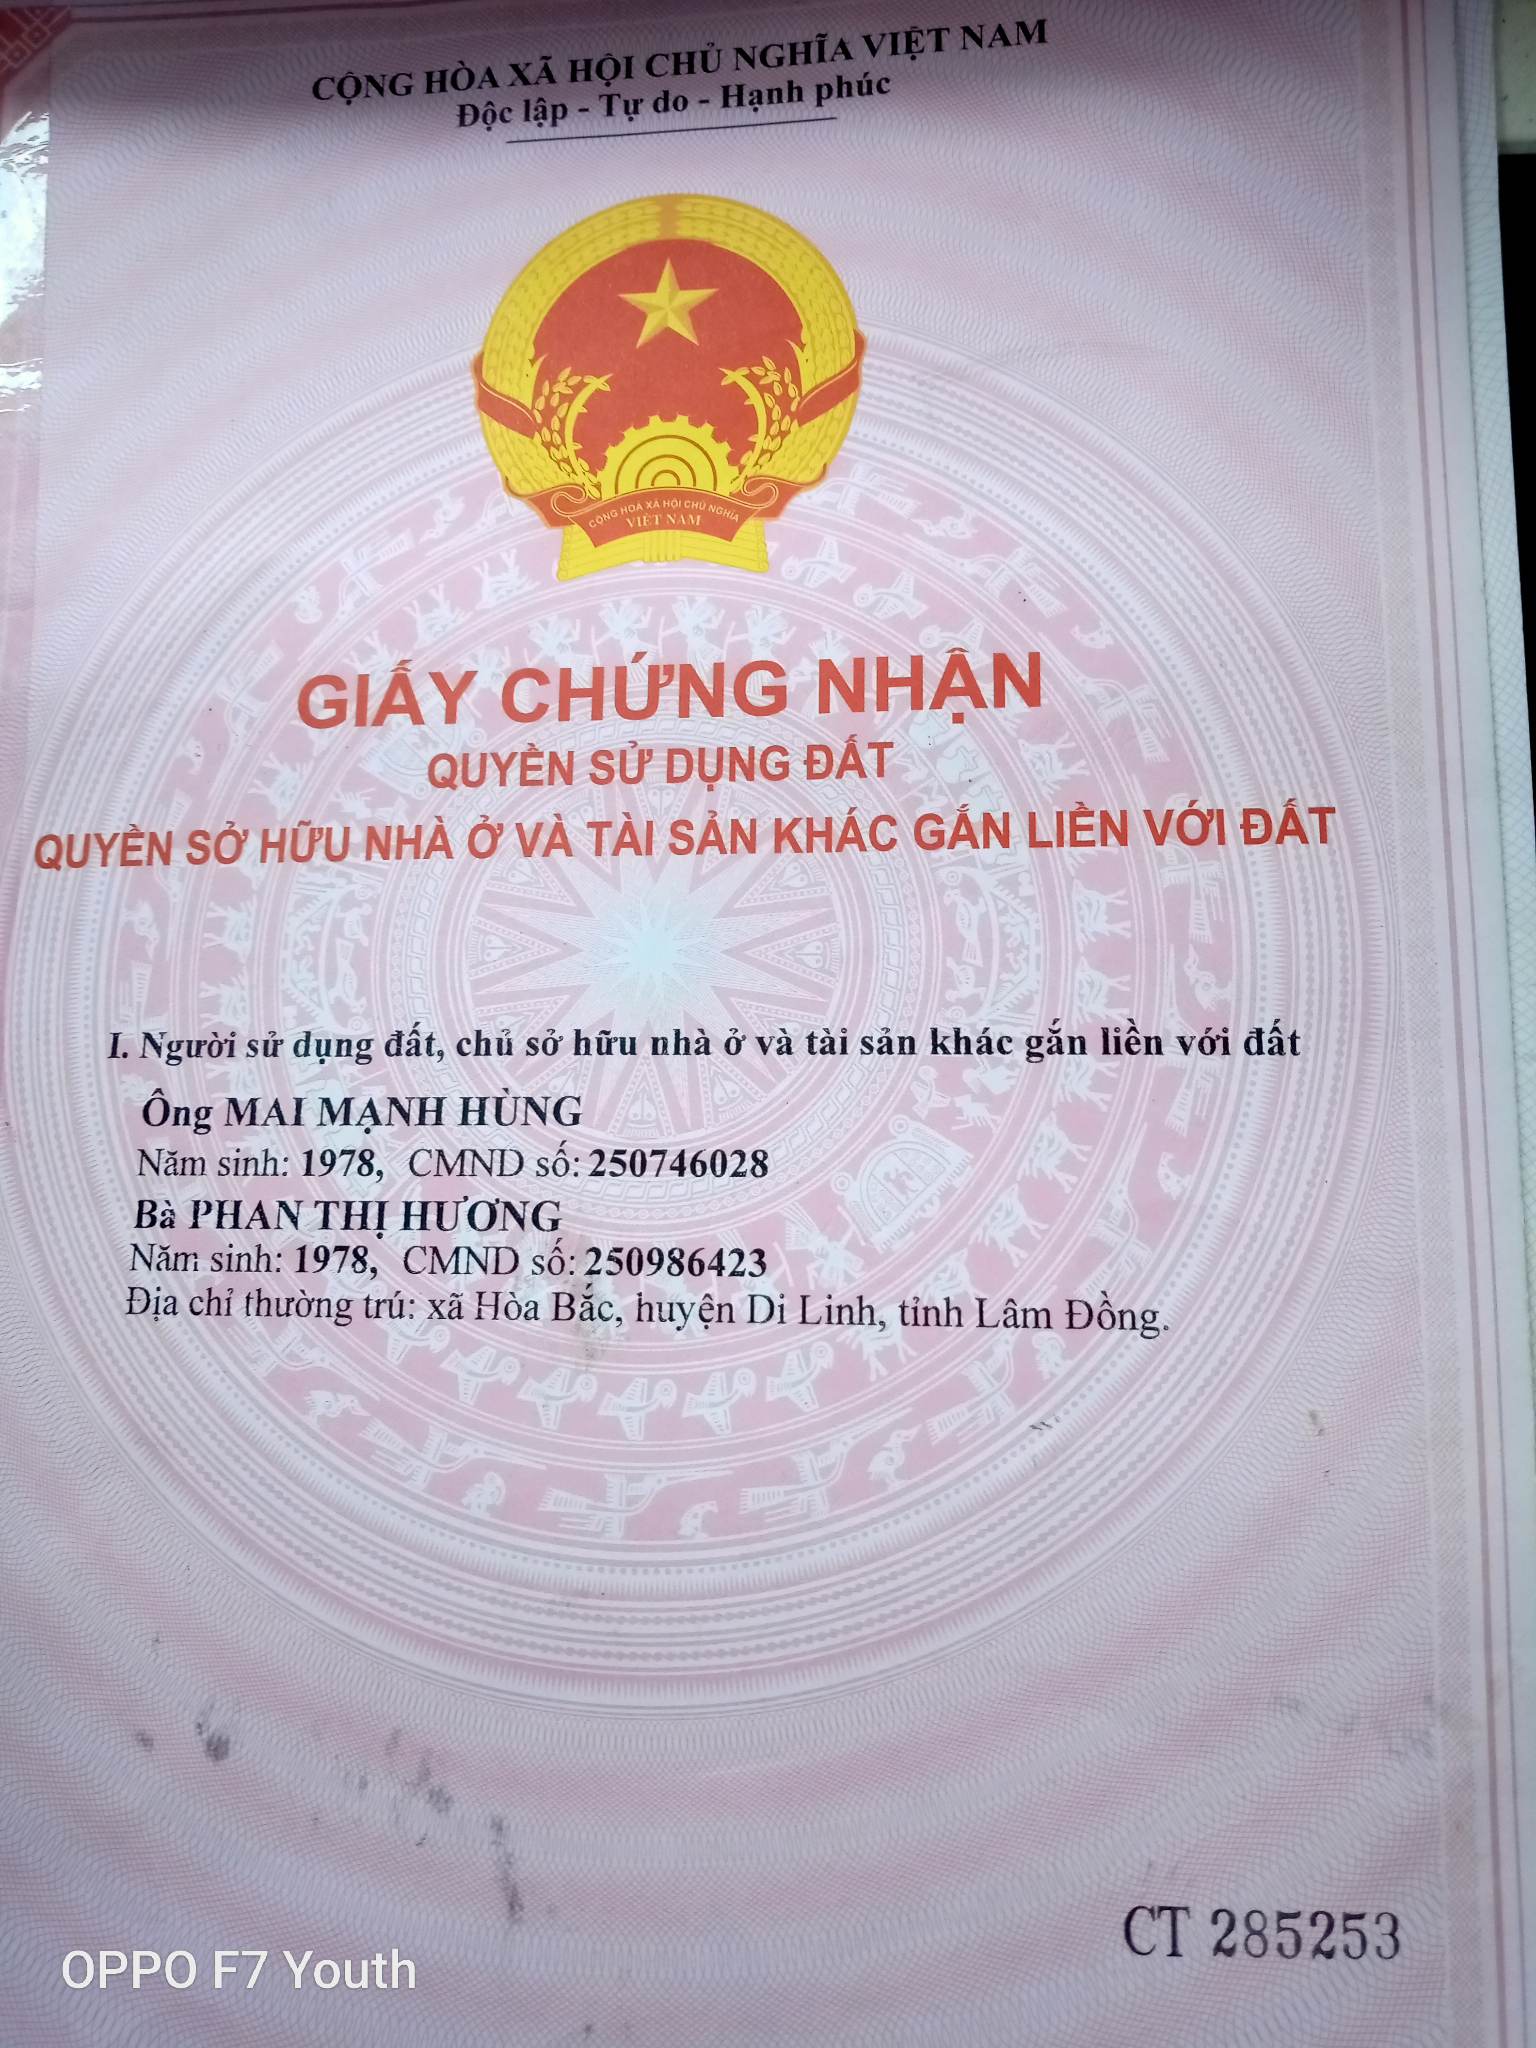 CỘNG HÒA XÃ HỘI CHỦ NGHĨA VIỆT NAM
Độc lập - Tự do - Hạnh phúc
CỘNG HOÀ XÃ HỘI CHỦ NGHĨA
VIỆT NAM
GIẤY CHỨNG NHẬN
QUYỀN SỬ DỤNG ĐẤT
QUYỀN SỞ HỮU NHÀ Ở VÀ TÀI SẢN KHÁC GẮN LIỀN VỚI ĐẤT
I. Người sử dụng đất, chủ sở hữu nhà ở và tài sản khác gắn liền với đất
Ông MAI MẠNH HÙNG
Năm sinh: 1978, CMND số: 250746028
Bà PHAN THỊ HƯƠNG
Năm sinh: 1978, CMND số: 250986423
Địa chỉ thường trú: xã Hòa Bắc, huyện Di Linh, tỉnh Lâm Đồng.
CT 285253
OPPO F7 Youth